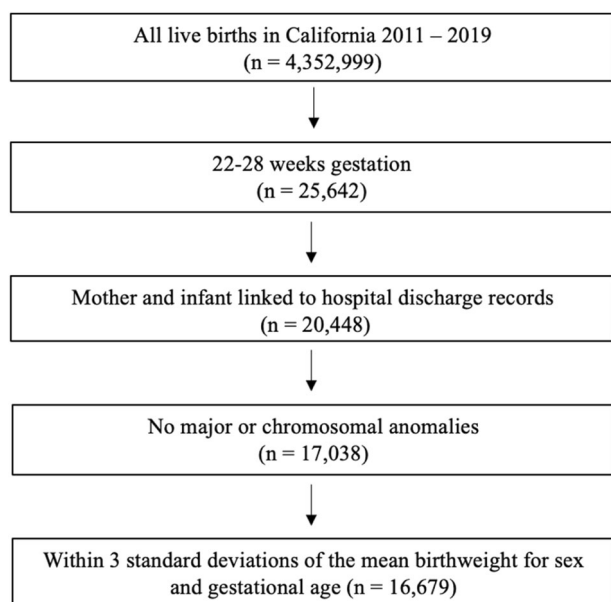 All live births in California 2011 – 2019
(n = 4,352,999)
22-28 weeks gestation
(n = 25,642)
Mother and infant linked to hospital discharge records
(n = 20,448)
No major or chromosomal anomalies
(n = 17,038)
Within 3 standard deviations of the mean birthweight for sex
and gestational age (n = 16,679)